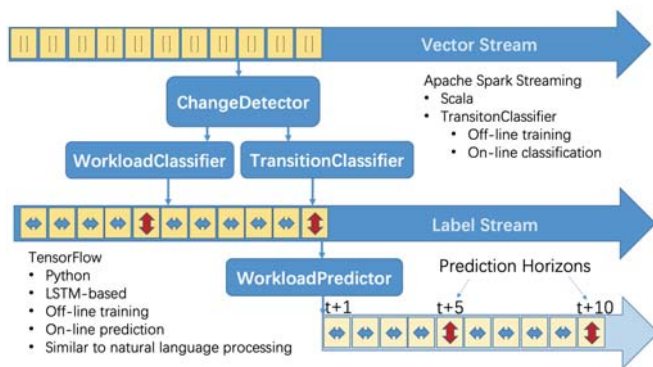 [ ] [ ] [ ] [ ] [ ] [ ] [ ] [ ] [ ] [ ]
Vector Stream
Apache Spark Streaming
• Scala
• TransitonClassifier
• Off-line training
• On-line classification
ChangeDetector
WorkloadClassifier
TransitionClassifier
Label Stream
TensorFlow
• Python
• LSTM-based
• Off-line training
• On-line prediction
• Similar to natural language processing
WorkloadPredictor
Prediction Horizons
t+1 t+5 t+10